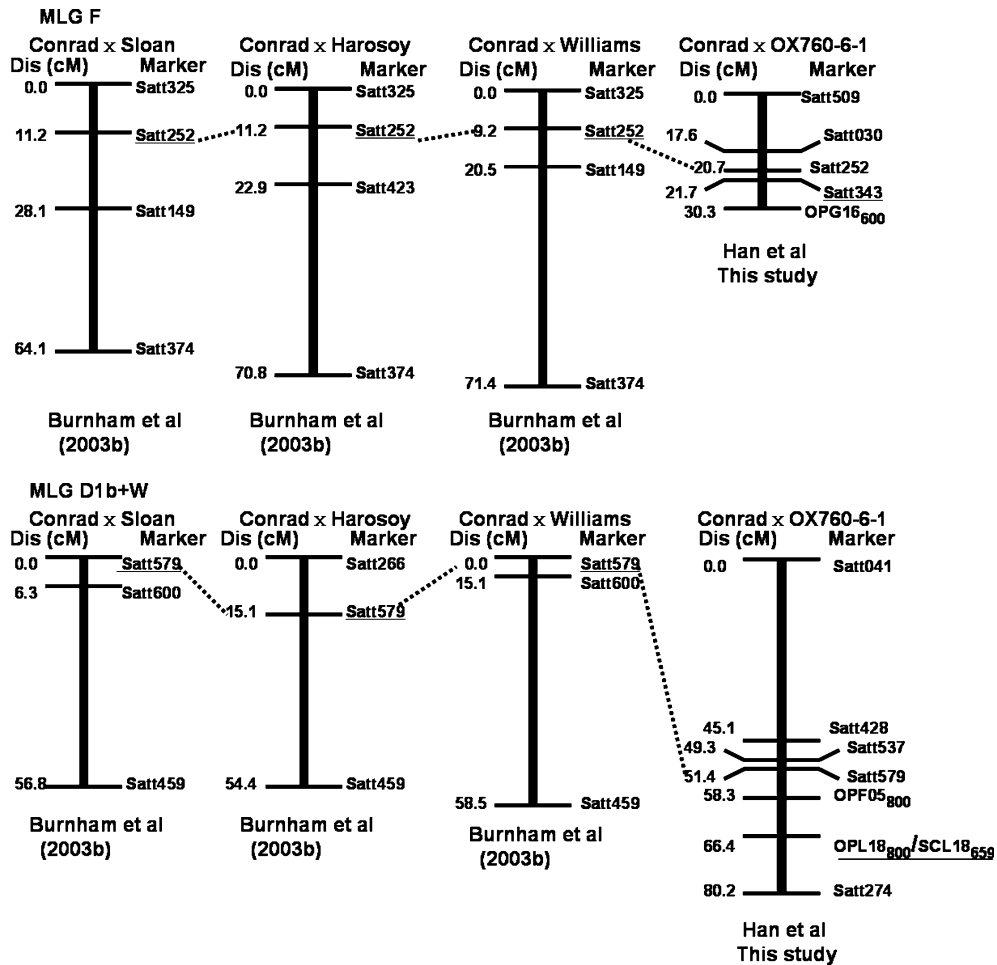 MLG F
Conrad x Sloan
Dis (cM) Marker
0.0 Satt325
11.2 Satt252
28.1 Satt149
64.1 Satt374
Burnham et al
(2003b)
Conrad x Harosoy
Dis (cM) Marker
0.0 Satt325
11.2 Satt252
22.9 Satt423
70.8 Satt374
Burnham et al
(2003b)
Conrad x Williams
Dis (cM) Marker
0.0 Satt325
9.2 Satt252
20.5 Satt149
71.4 Satt374
Burnham et al
(2003b)
Conrad x OX760-6-1
Dis (cM) Marker
0.0 Satt509
17.6 Satt030
20.7 Satt252
21.7 Satt343
30.3 OPG16600
Han et al
This study
MLG D1b+W
Conrad x Sloan
Dis (cM) Marker
0.0 Satt579
6.3 Satt600
56.8 Satt459
Burnham et al
(2003b)
Conrad x Harosoy
Dis (cM) Marker
0.0 Satt266
15.1 Satt579
54.4 Satt459
Burnham et al
(2003b)
Conrad x Williams
Dis (cM) Marker
0.0 Satt579
15.1 Satt600
58.5 Satt459
Burnham et al
(2003b)
Conrad x OX760-6-1
Dis (cM) Marker
0.0 Satt041
45.1 Satt428
49.3 Satt537
51.4 Satt579
58.3 OPF05800
66.4 OPL18800/SCL18659
80.2 Satt274
Han et al
This study